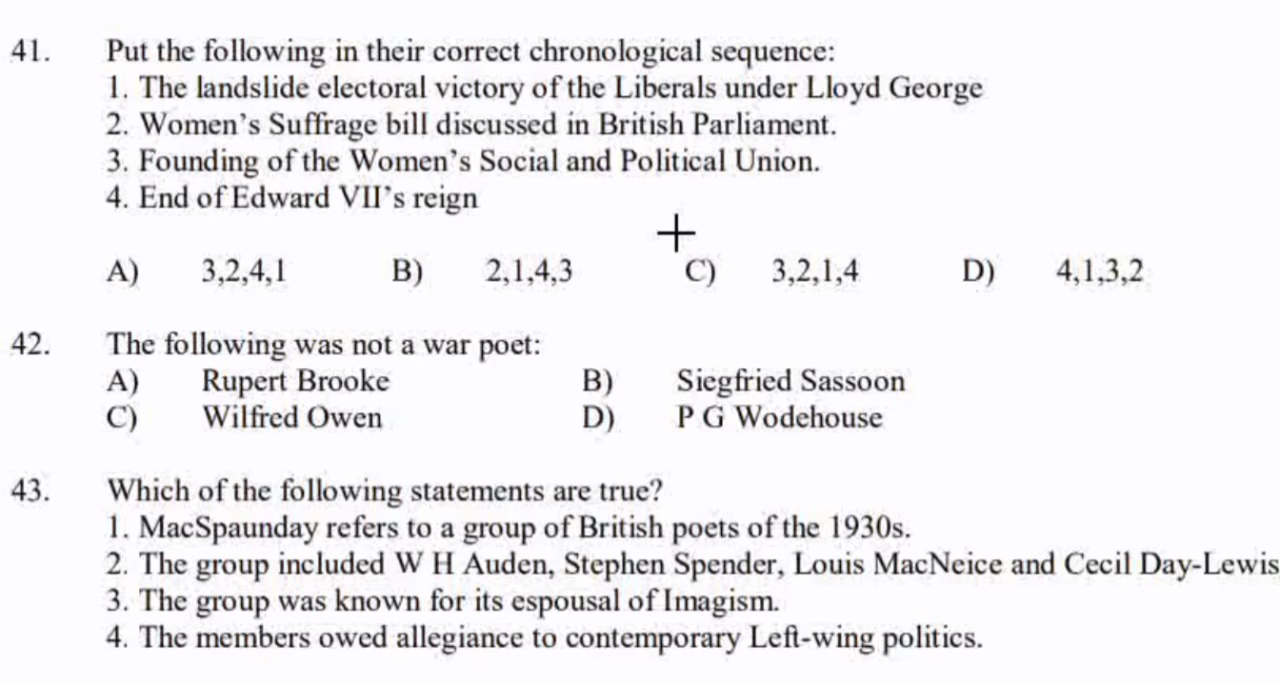 41. Put the following in their correct chronological sequence:
1. The landslide electoral victory of the Liberals under Lloyd George
2. Women's Suffrage bill discussed in British Parliament.
3. Founding of the Women's Social and Political Union.
4. End of Edward VII's reign
A) 3,2,4,1 B) 2,1,4,3 C) 3,2,1,4 D) 4,1,3,2
42. The following was not a war poet:
A) Rupert Brooke B) Siegfried Sassoon
C) Wilfred Owen D) P G Wodehouse
43. Which of the following statements are true?
1. MacSpaunday refers to a group of British poets of the 1930s.
2. The group included W H Auden, Stephen Spender, Louis MacNeice and Cecil Day-Lewis
3. The group was known for its espousal of Imagism.
4. The members owed allegiance to contemporary Left-wing politics.